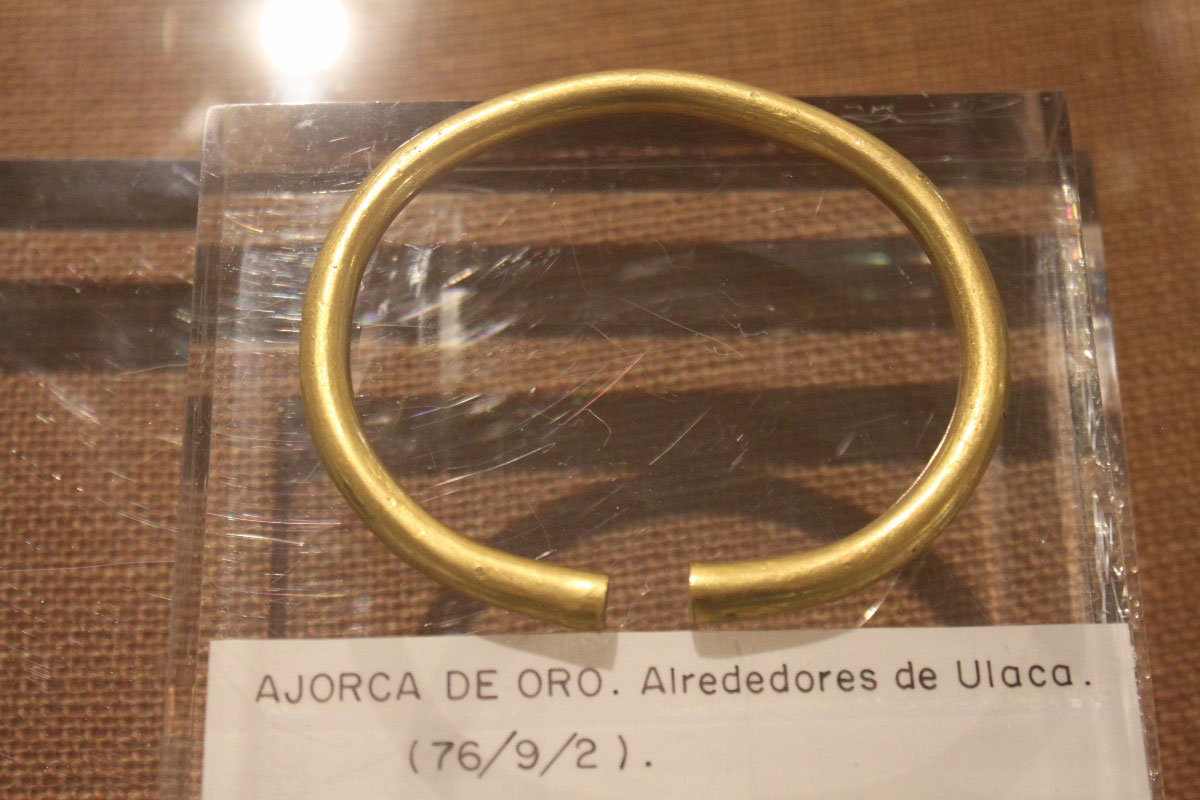 AJORCA DE ORO. Alrededores de Ulaca.
(76/9/2).